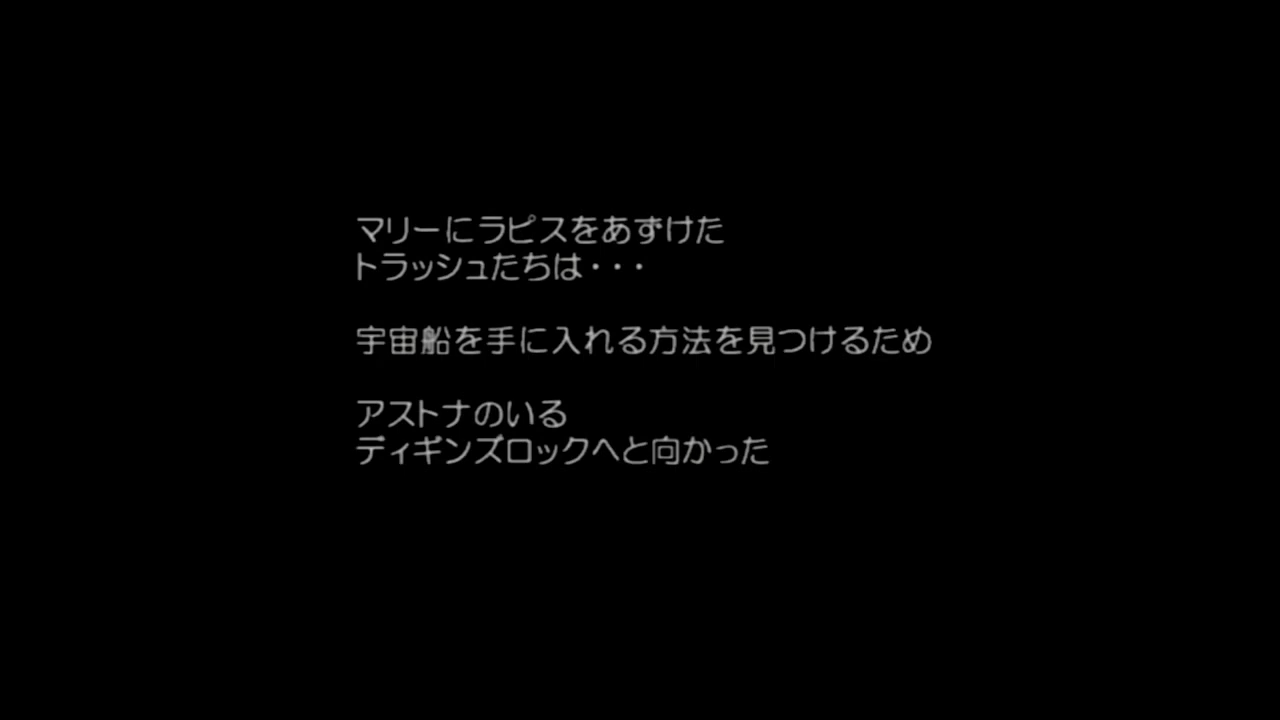 マリーにラピスをあずけた
トラッシュたちは・・・
宇宙船を手に入れる方法を見つけるため
アストナのいる
ディギンズロックへと向かった